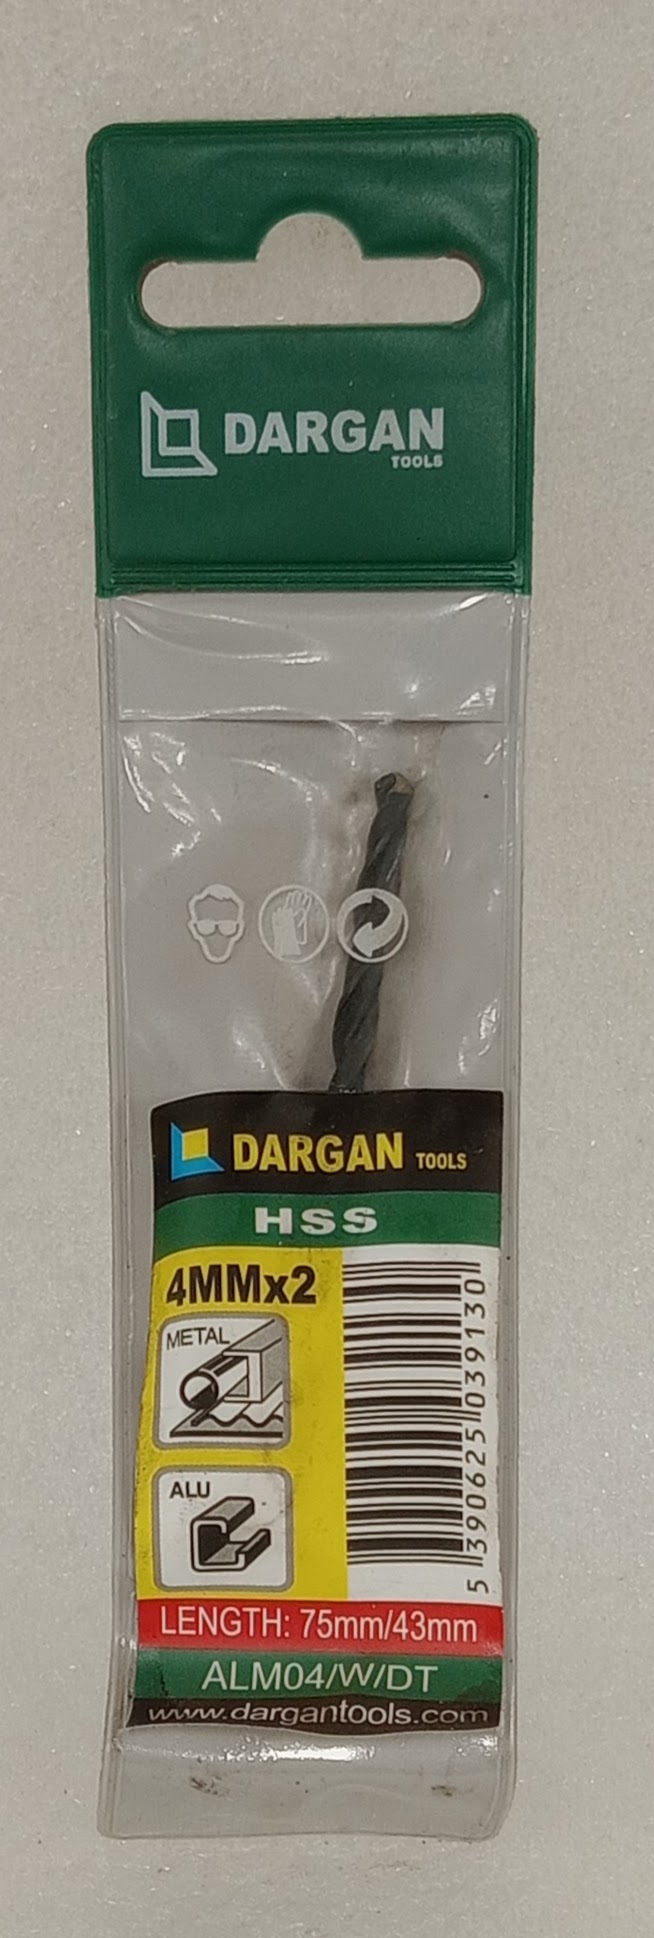 DARGAN
TOOLS
DARGAN TOOLS
HSS
4MMx2
METAL
ALU
5 390625 039130
LENGTH: 75mm/43mm
ALM04/W/DT
www.dargantools.com